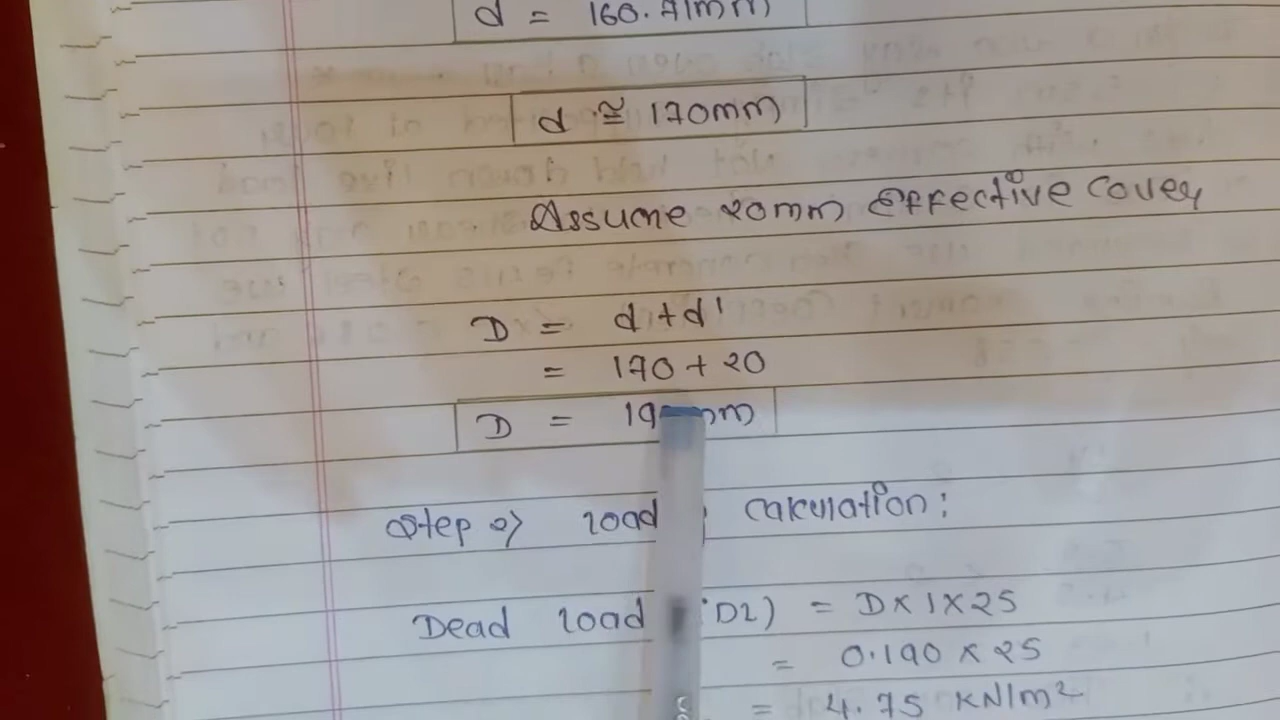 d = 160.71mm
d ≅ 170mm
Assume 20mm Effective Cover
D = d+d'
= 170 + 20
D = 19 mm
Step 2) Load Calculation:
Dead Load DL) = D×1×25
= 0.190 × 25
= 4.75 KN/m²